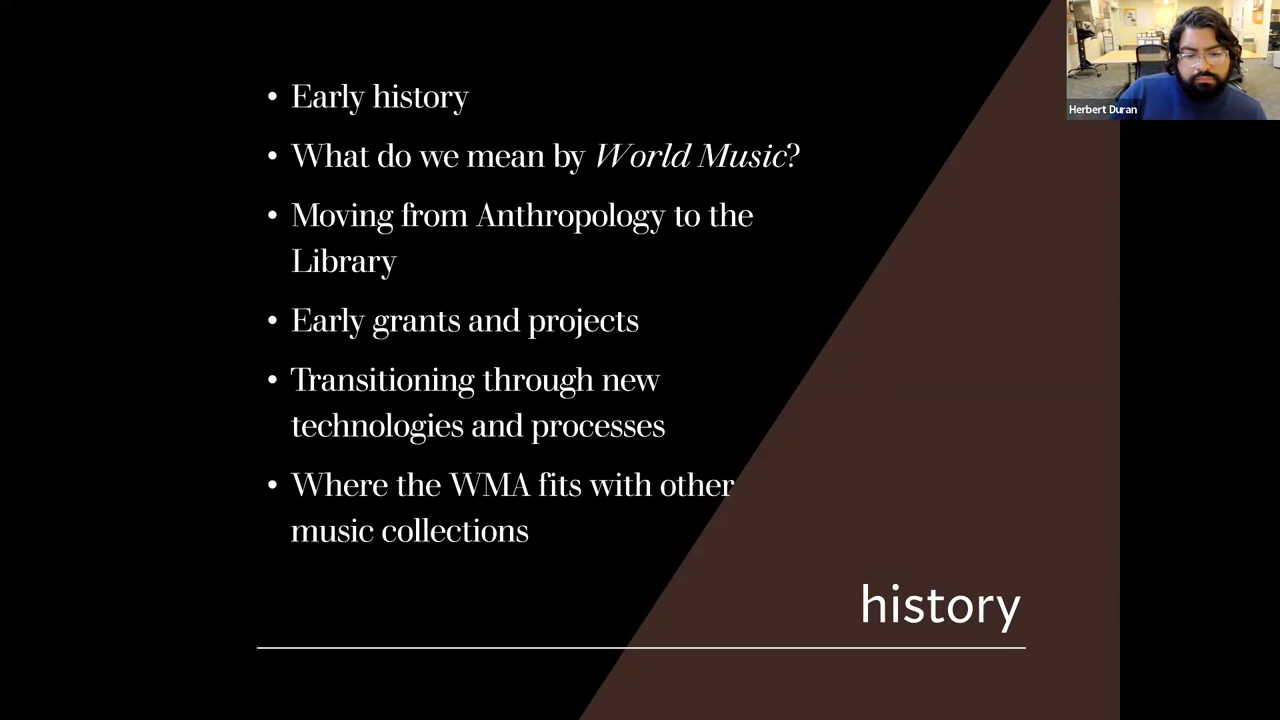 • Early history
• What do we mean by World Music?
• Moving from Anthropology to the
Library
• Early grants and projects
• Transitioning through new
technologies and processes
• Where the WMA fits with other
music collections
history
Herbert Duran